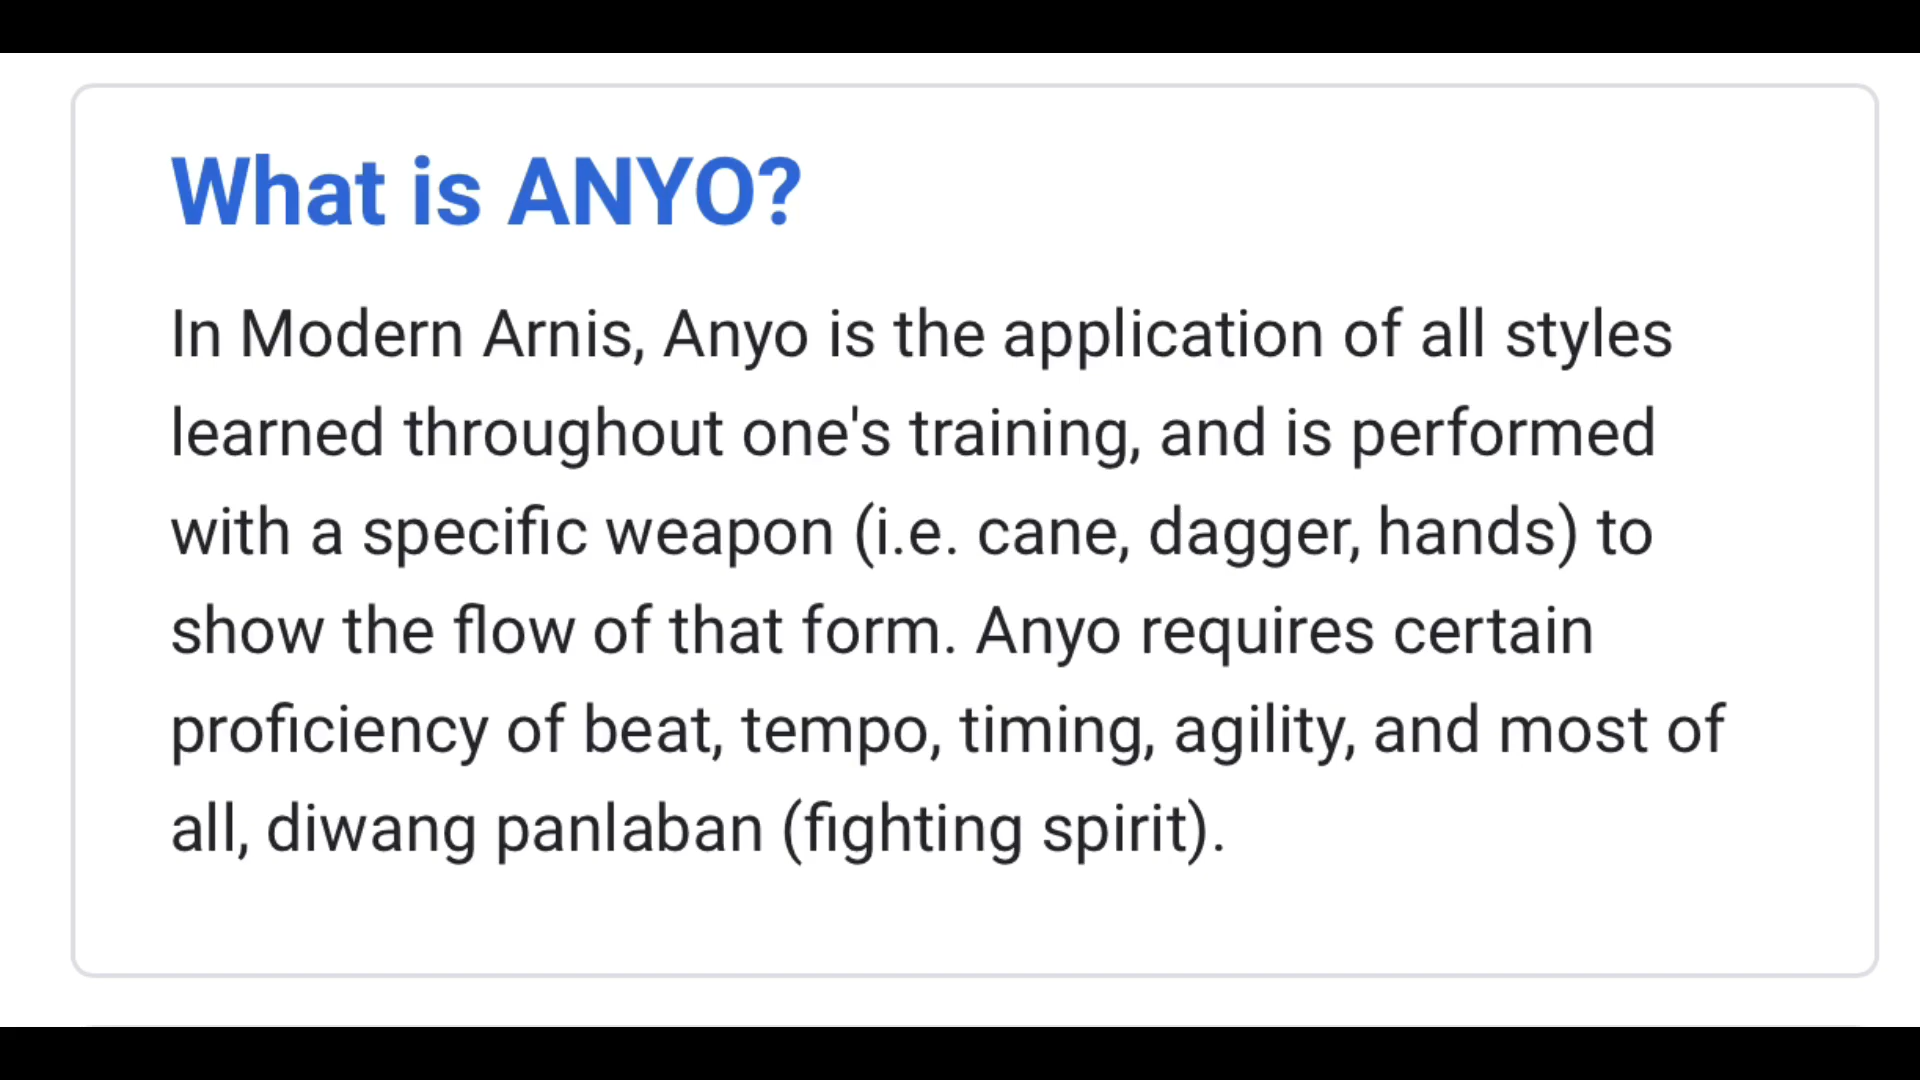 What is ANYO?
In Modern Arnis, Anyo is the application of all styles
learned throughout one's training, and is performed
with a specific weapon (i.e. cane, dagger, hands) to
show the flow of that form. Anyo requires certain
proficiency of beat, tempo, timing, agility, and most of
all, diwang panlaban (fighting spirit).